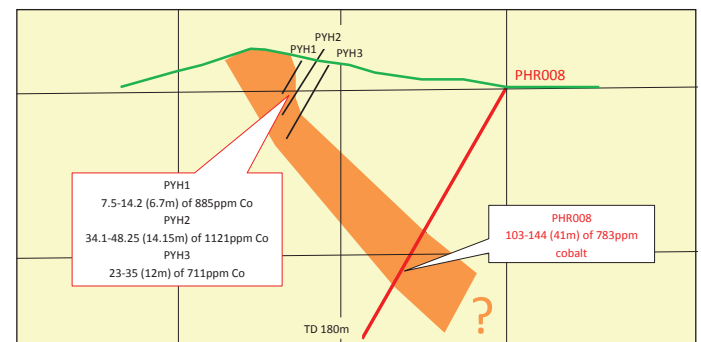 PYH2
PYH1
PYH3
PHR008
PYH1
7.5-14.2 (6.7m) of 885ppm Co
PYH2
34.1-48.25 (14.15m) of 1121ppm Co
PYH3
23-35 (12m) of 711ppm Co
PHR008
103-144 (41m) of 783ppm
cobalt
?
TD 180m